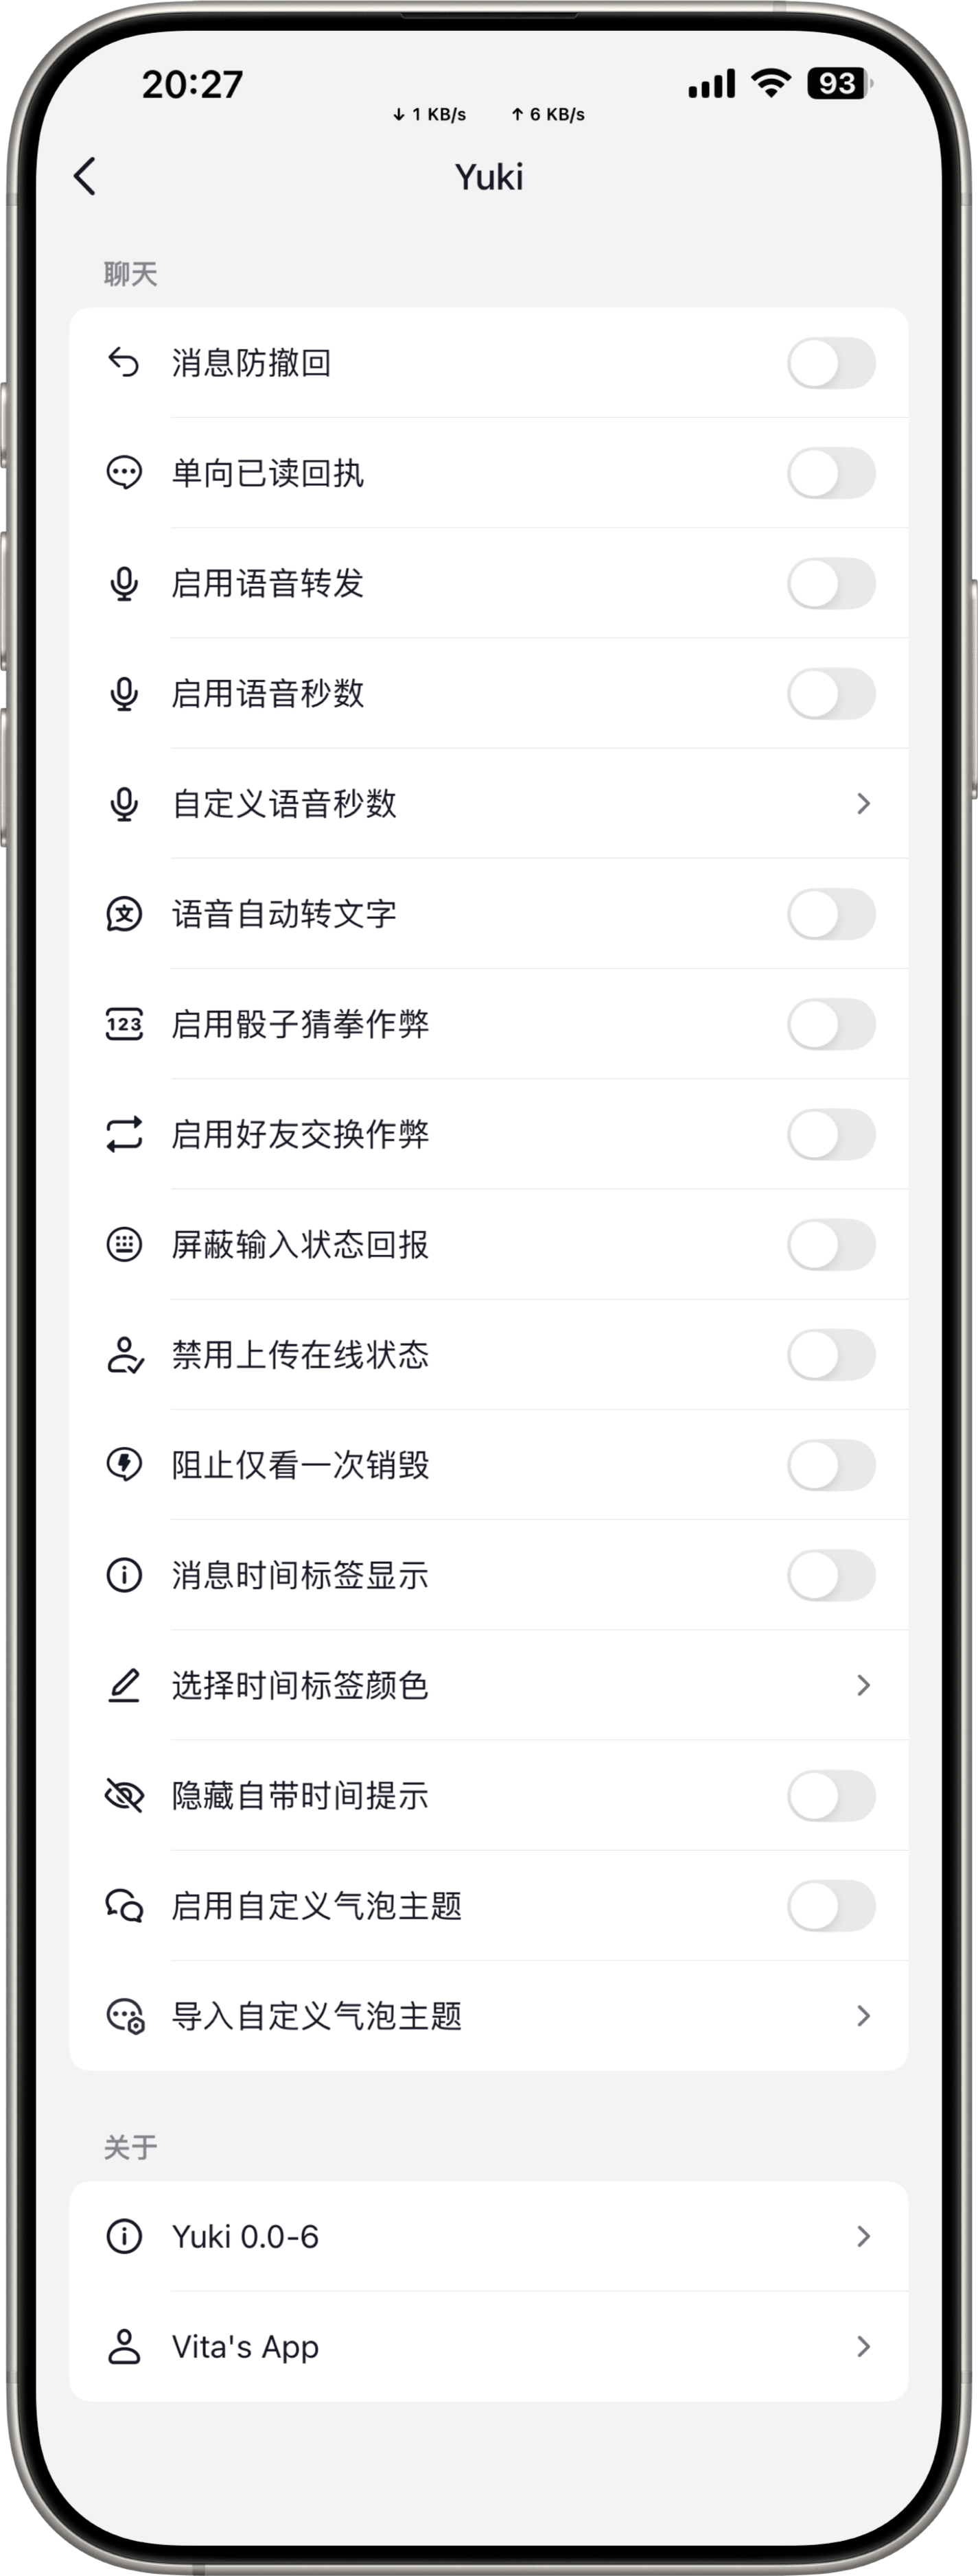 20:27
93
↓ 1 KB/s ↑ 6 KB/s
Yuki
聊天
消息防撤回
单向已读回执
启用语音转发
启用语音秒数
自定义语音秒数
文 语音自动转文字
123 启用骰子猜拳作弊
启用好友交换作弊
屏蔽输入状态回报
禁用上传在线状态
阻止仅看一次销毁
消息时间标签显示
选择时间标签颜色
隐藏自带时间提示
启用自定义气泡主题
导入自定义气泡主题
关于
Yuki 0.0-6
Vita's App